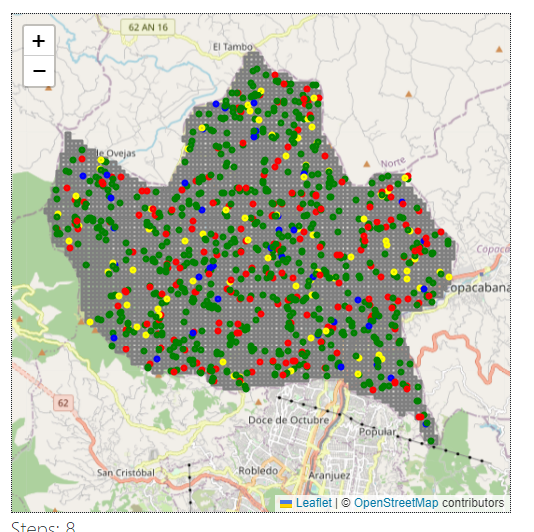 +
−
62 AN 16
El Tambo
de Ovejas
Norte
Copaca
Copacabana
62
Doce de Octubre
Popular
San Cristóbal
Robledo
Aranjuez
Leaflet | © OpenStreetMap contributors
Steps: 8